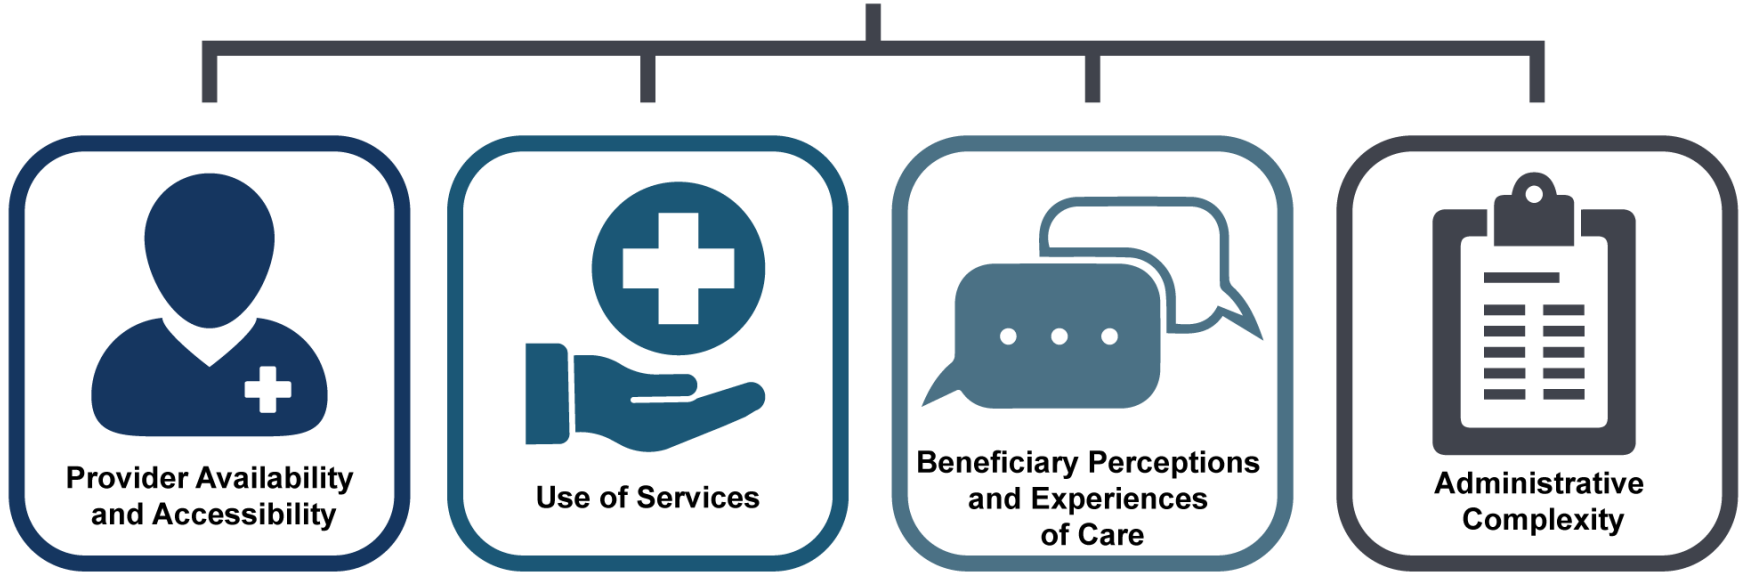 Provider Availability
and Accessibility
Use of Services
Beneficiary Perceptions
and Experiences
of Care
Administrative
Complexity